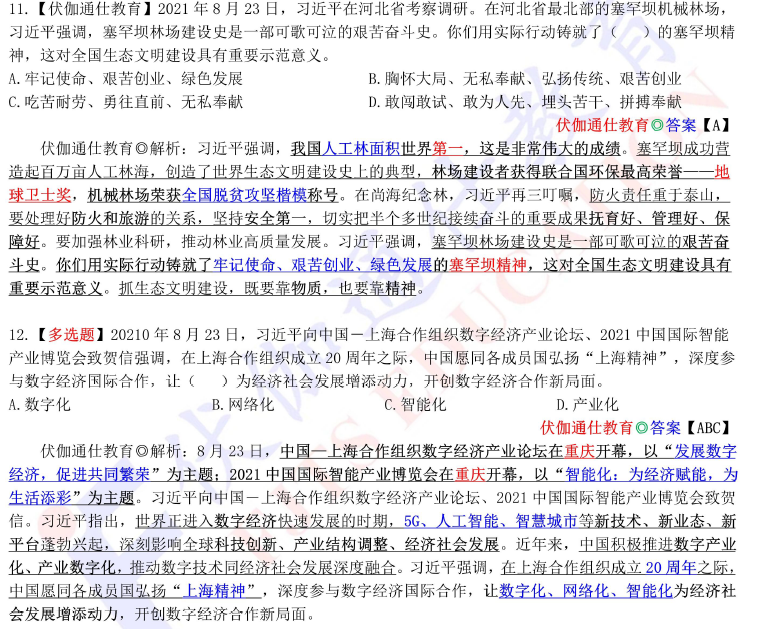 11.【伏伽通仕教育】2021 年 8 月 23 日，习近平在河北省考察调研。在河北省最北部的塞罕坝机械林场，
习近平强调，塞罕坝林场建设史是一部可歌可泣的艰苦奋斗史。你们用实际行动铸就了（    ）的塞罕坝精
神，这对全国生态文明建设具有重要示范意义。
A.牢记使命、艰苦创业、绿色发展 B.胸怀大局、无私奉献、弘扬传统、艰苦创业
C.吃苦耐劳、勇往直前、无私奉献 D.敢闯敢试、敢为人先、埋头苦干、拼搏奉献
伏伽通仕教育◎答案【A】
伏伽通仕教育◎解析：习近平强调，我国人工林面积世界第一，这是非常伟大的成绩。塞罕坝成功营
造起百万亩人工林海，创造了世界生态文明建设史上的典型，林场建设者获得联合国环保最高荣誉——地
球卫士奖，机械林场荣获全国脱贫攻坚楷模称号。在尚海纪念林，习近平再三叮嘱，防火责任重于泰山，
要处理好防火和旅游的关系，坚持安全第一，切实把半个多世纪接续奋斗的重要成果抚育好、管理好、保
障好。要加强林业科研，推动林业高质量发展。习近平强调，塞罕坝林场建设史是一部可歌可泣的艰苦奋
斗史。你们用实际行动铸就了牢记使命、艰苦创业、绿色发展的塞罕坝精神，这对全国生态文明建设具有
重要示范意义。抓生态文明建设，既要靠物质，也要靠精神。
12.【多选题】20210 年 8 月 23 日，习近平向中国－上海合作组织数字经济产业论坛、2021 中国国际智能
产业博览会致贺信强调，在上海合作组织成立 20 周年之际，中国愿同各成员国弘扬“上海精神”，深度参
与数字经济国际合作，让（    ）为经济社会发展增添动力，开创数字经济合作新局面。
A.数字化 B.网络化 C.智能化 D.产业化
伏伽通仕教育◎答案【ABC】
伏伽通仕教育◎解析：8 月 23 日，中国—上海合作组织数字经济产业论坛在重庆开幕，以“发展数字
经济，促进共同繁荣”为主题；2021 中国国际智能产业博览会在重庆开幕，以“智能化：为经济赋能，为
生活添彩”为主题。习近平向中国－上海合作组织数字经济产业论坛、2021 中国国际智能产业博览会致贺
信。习近平指出，世界正进入数字经济快速发展的时期，5G、人工智能、智慧城市等新技术、新业态、新
平台蓬勃兴起，深刻影响全球科技创新、产业结构调整、经济社会发展。近年来，中国积极推进数字产业
化、产业数字化，推动数字技术同经济社会发展深度融合。习近平强调，在上海合作组织成立 20 周年之际，
中国愿同各成员国弘扬“上海精神”，深度参与数字经济国际合作，让数字化、网络化、智能化为经济社
会发展增添动力，开创数字经济合作新局面。